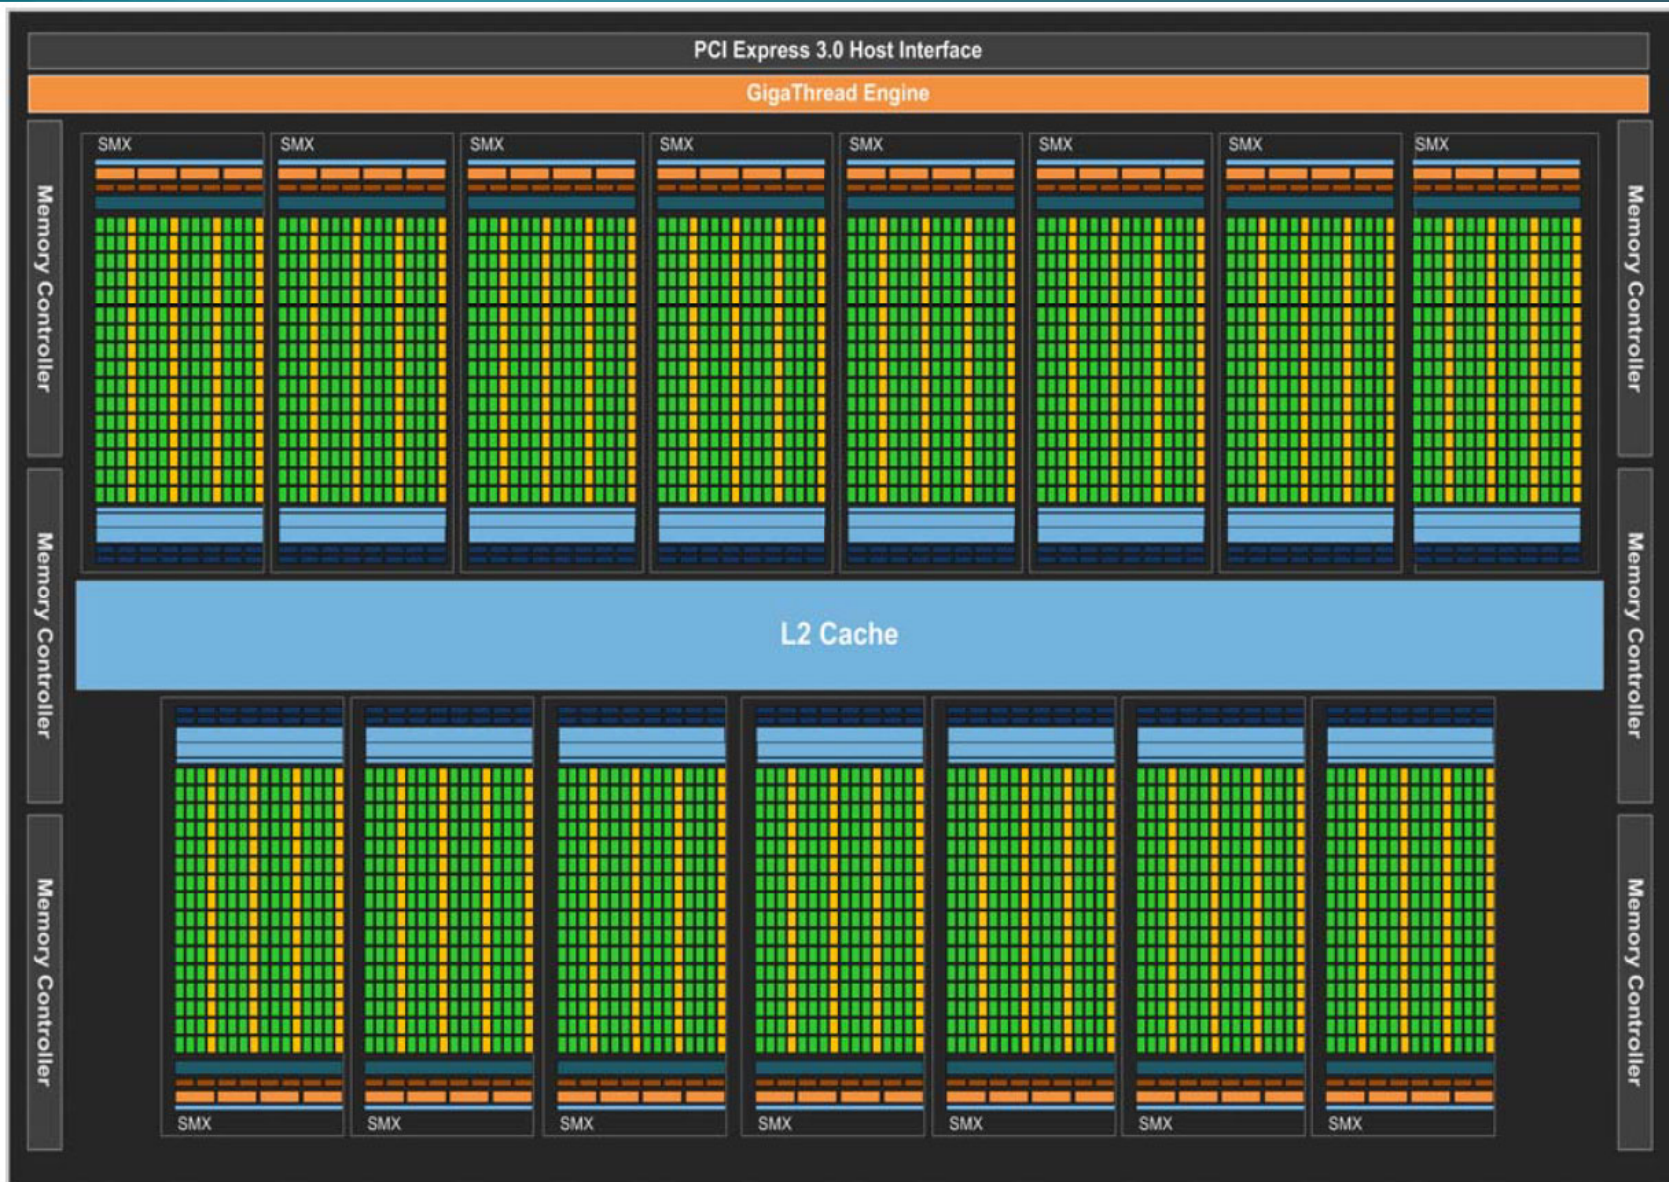 PCI Express 3.0 Host Interface
GigaThread Engine
SMX SMX SMX SMX SMX SMX SMX SMX
Memory Controller
Memory Controller
Memory Controller
Memory Controller
L2 Cache
Memory Controller
Memory Controller
SMX SMX SMX SMX SMX SMX SMX